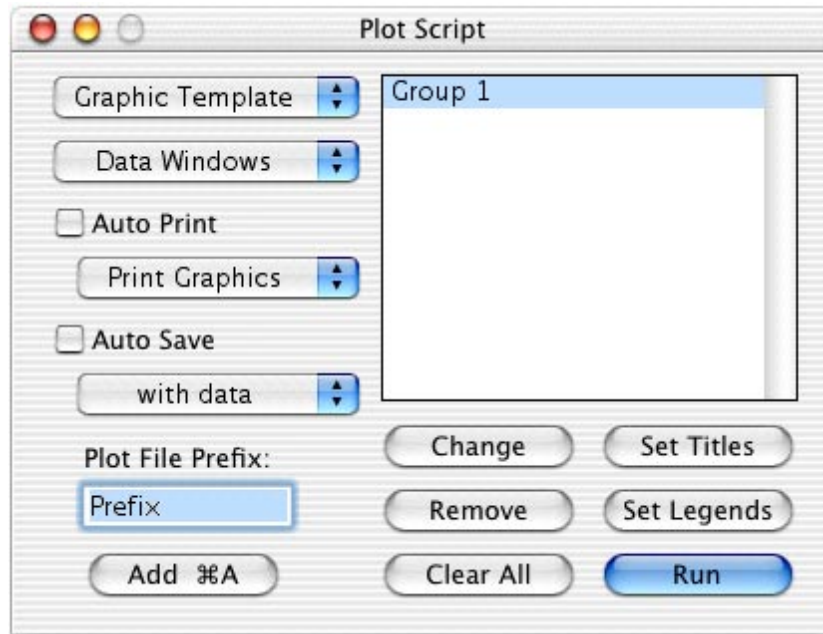 Plot Script
Graphic Template
Data Windows
Auto Print
Print Graphics
Auto Save
with data
Plot File Prefix:
Prefix
Add ⌘A
Group 1
Change
Set Titles
Remove
Set Legends
Clear All
Run